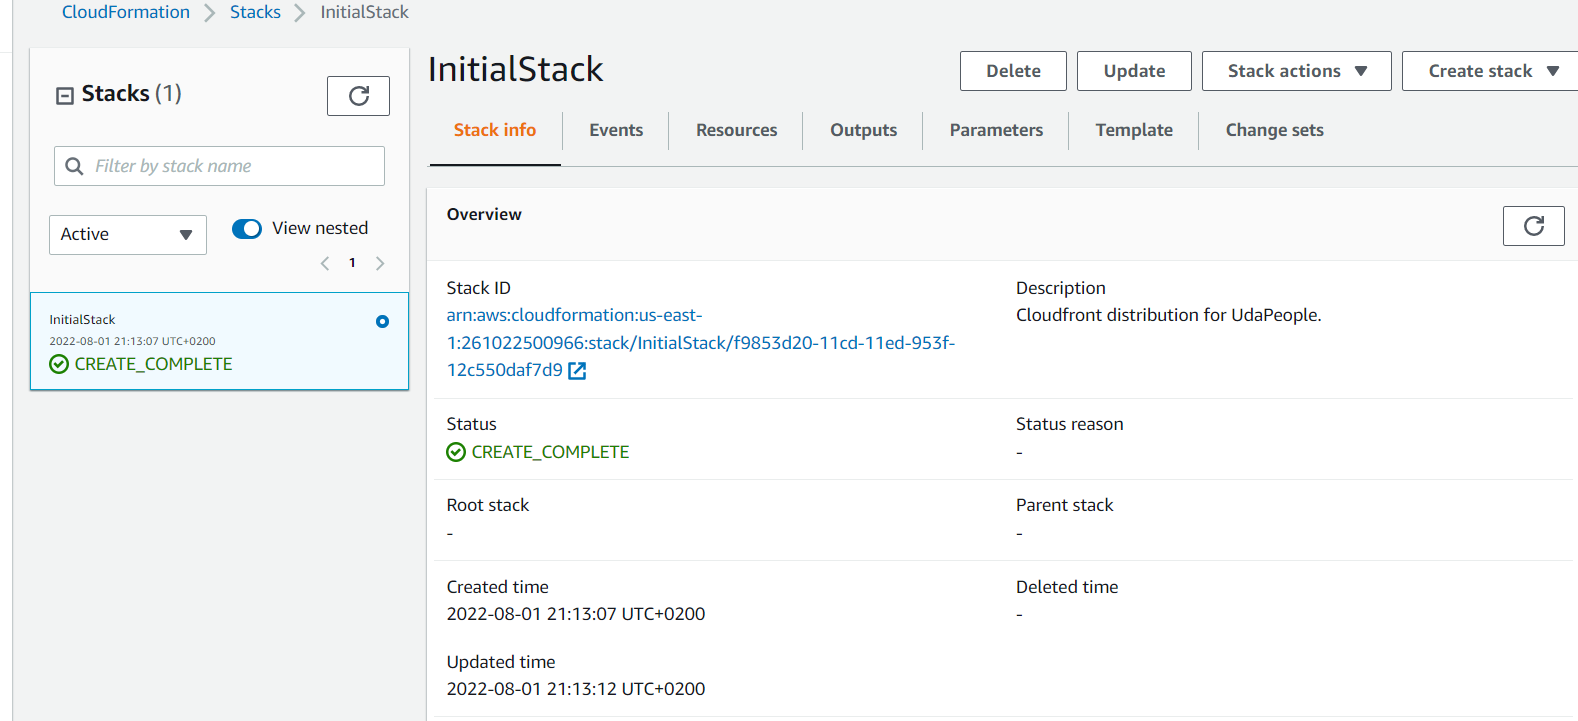 CloudFormation Stacks InitialStack
Stacks (1)
Filter by stack name
Active
View nested
1
InitialStack
2022-08-01 21:13:07 UTC+0200
CREATE_COMPLETE
InitialStack
Delete Update Stack actions Create stack
Stack info Events Resources Outputs Parameters Template Change sets
Overview
Stack ID
arn:aws:cloudformation:us-east-
1:261022500966:stack/InitialStack/f9853d20-11cd-11ed-953f-
12c550daf7d9
Description
Cloudfront distribution for UdaPeople.
Status
CREATE_COMPLETE
Status reason
-
Root stack
-
Parent stack
-
Created time
2022-08-01 21:13:07 UTC+0200
Deleted time
-
Updated time
2022-08-01 21:13:12 UTC+0200